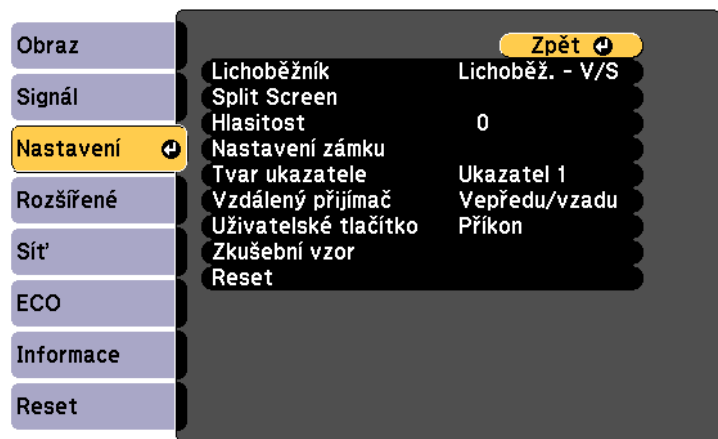 Obraz
Signál
Nastavení
Rozšířené
Síť
ECO
Informace
Reset
Zpět
Lichoběžník Lichoběž. - V/S
Split Screen
Hlasitost 0
Nastavení zámku
Tvar ukazatele Ukazatel 1
Vzdálený přijímač Vepředu/vzadu
Uživatelské tlačítko Příkon
Zkušební vzor
Reset